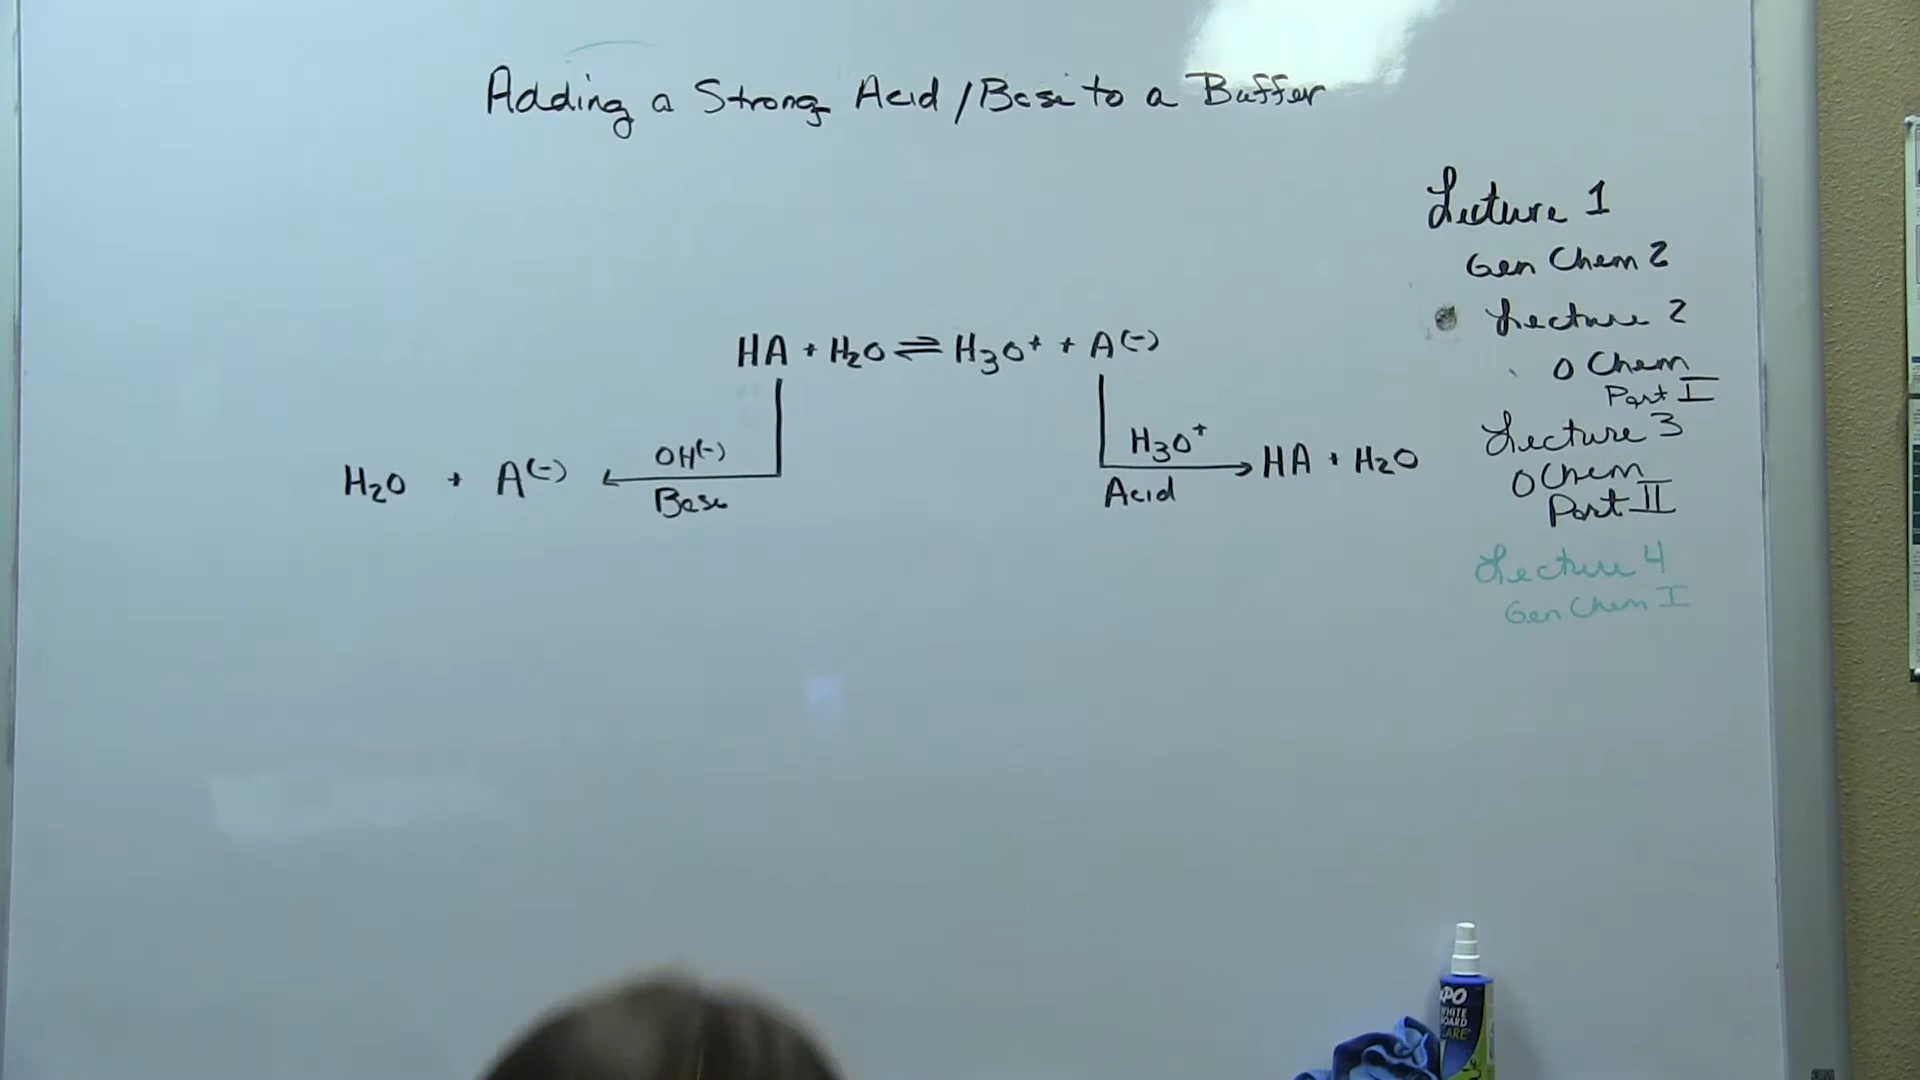 Adding a Strong Acid / Base to a Buffer
Lecture 1
Gen Chem 2
Lecture 2
O Chem
Part I
Lecture 3
O Chem
Part II
Lecture 4
Gen Chem I
HA + H2O ⇌ H3O+ + A(-)
H2O + A(-) ← OH(-)
Base
H3O+ → HA + H2O
Acid
EXPO
WHITE
BOARD
CARE